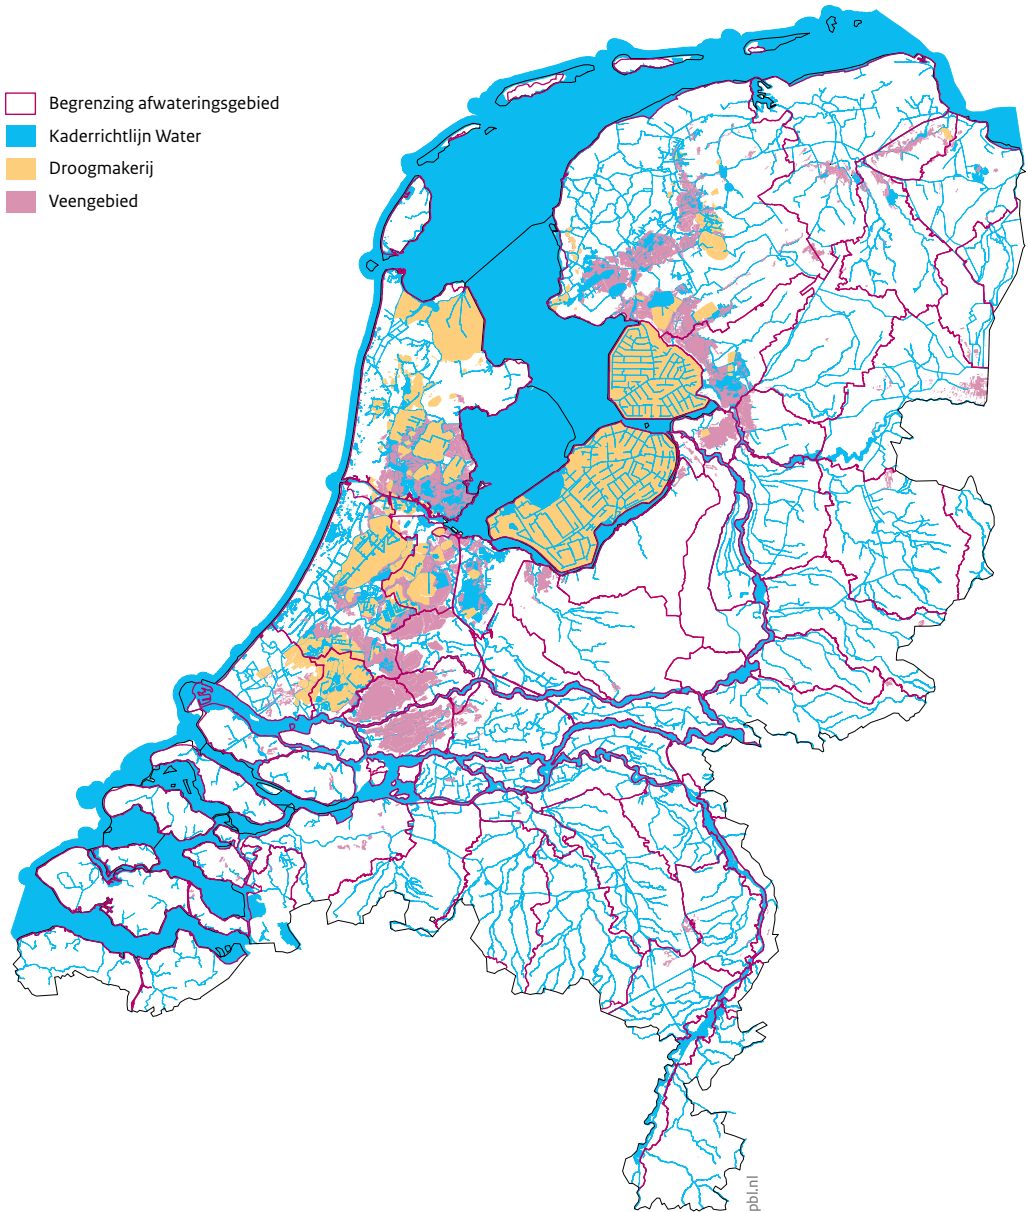 Begrenzing afwateringsgebied
Kaderrichtlijn Water
Droogmakerij
Veengebied
pbl.nl